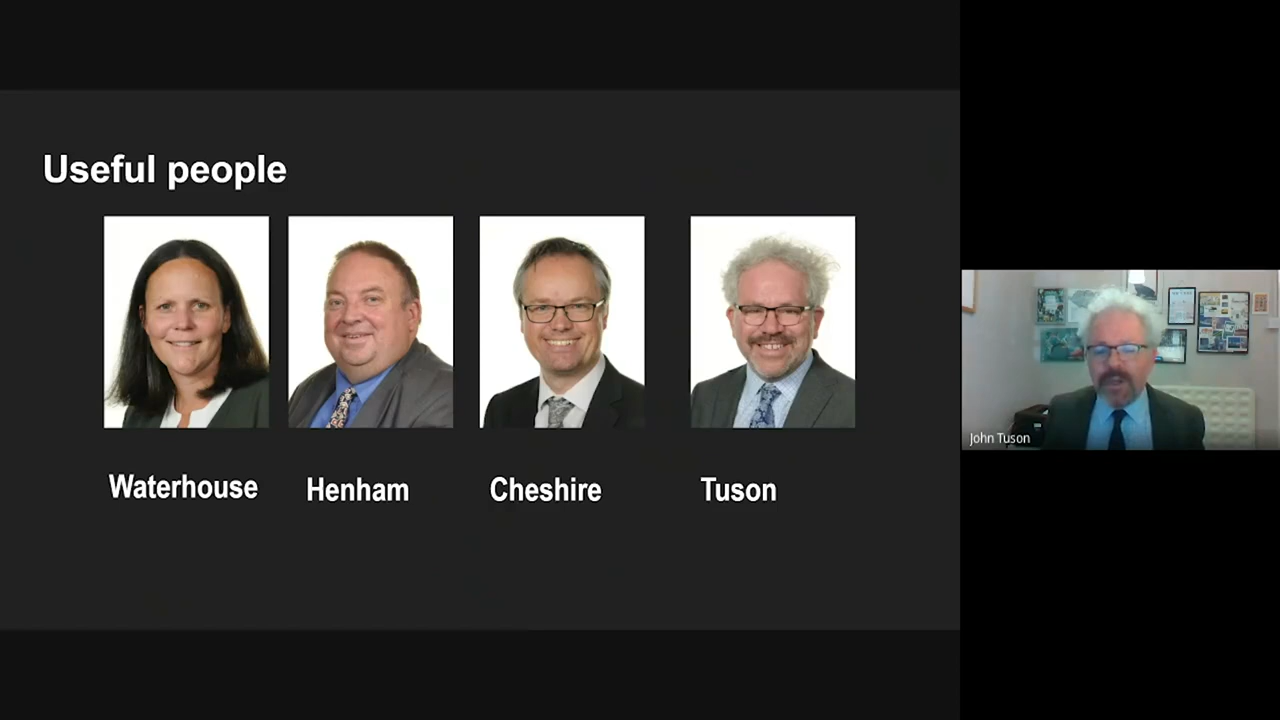 Useful people
Waterhouse
Henham
Cheshire
Tuson
John Tuson